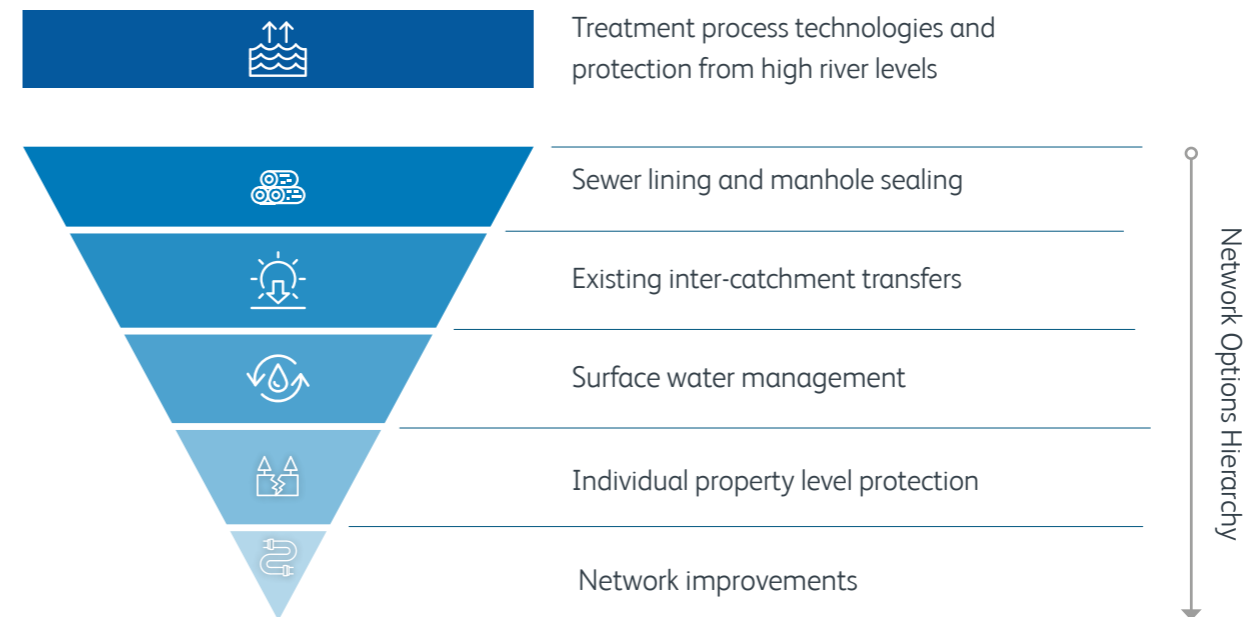 Treatment process technologies and
protection from high river levels
Sewer lining and manhole sealing
Existing inter-catchment transfers
Surface water management
Individual property level protection
Network improvements
Network Options Hierarchy